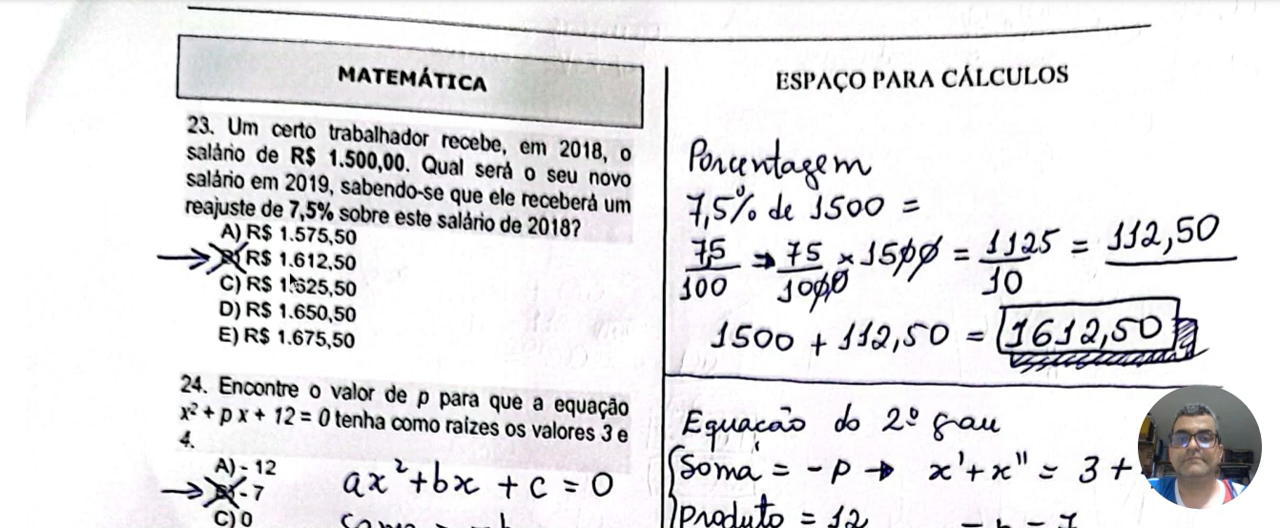 MATEMÁTICA
23. Um certo trabalhador recebe, em 2018, o
salário de R$ 1.500,00. Qual será o seu novo
salário em 2019, sabendo-se que ele receberá um
reajuste de 7,5% sobre este salário de 2018?
A) R$ 1.575,50
B) R$ 1.612,50
C) R$ 1.625,50
D) R$ 1.650,50
E) R$ 1.675,50
24. Encontre o valor de p para que a equação
x² + p x + 12 = 0 tenha como raízes os valores 3 e
4.
A) - 12
B) - 7
C) 0
ax² + bx + c = 0
ESPAÇO PARA CÁLCULOS
Porcentagem
7,5% de 1500 =
7,5/100 ⇒ 75/1000 × 1500 = 1125/10 = 112,50
1500 + 112,50 = 1612,50
Equação do 2º grau
Soma = -p → x' + x" = 3 +
Produto = 12